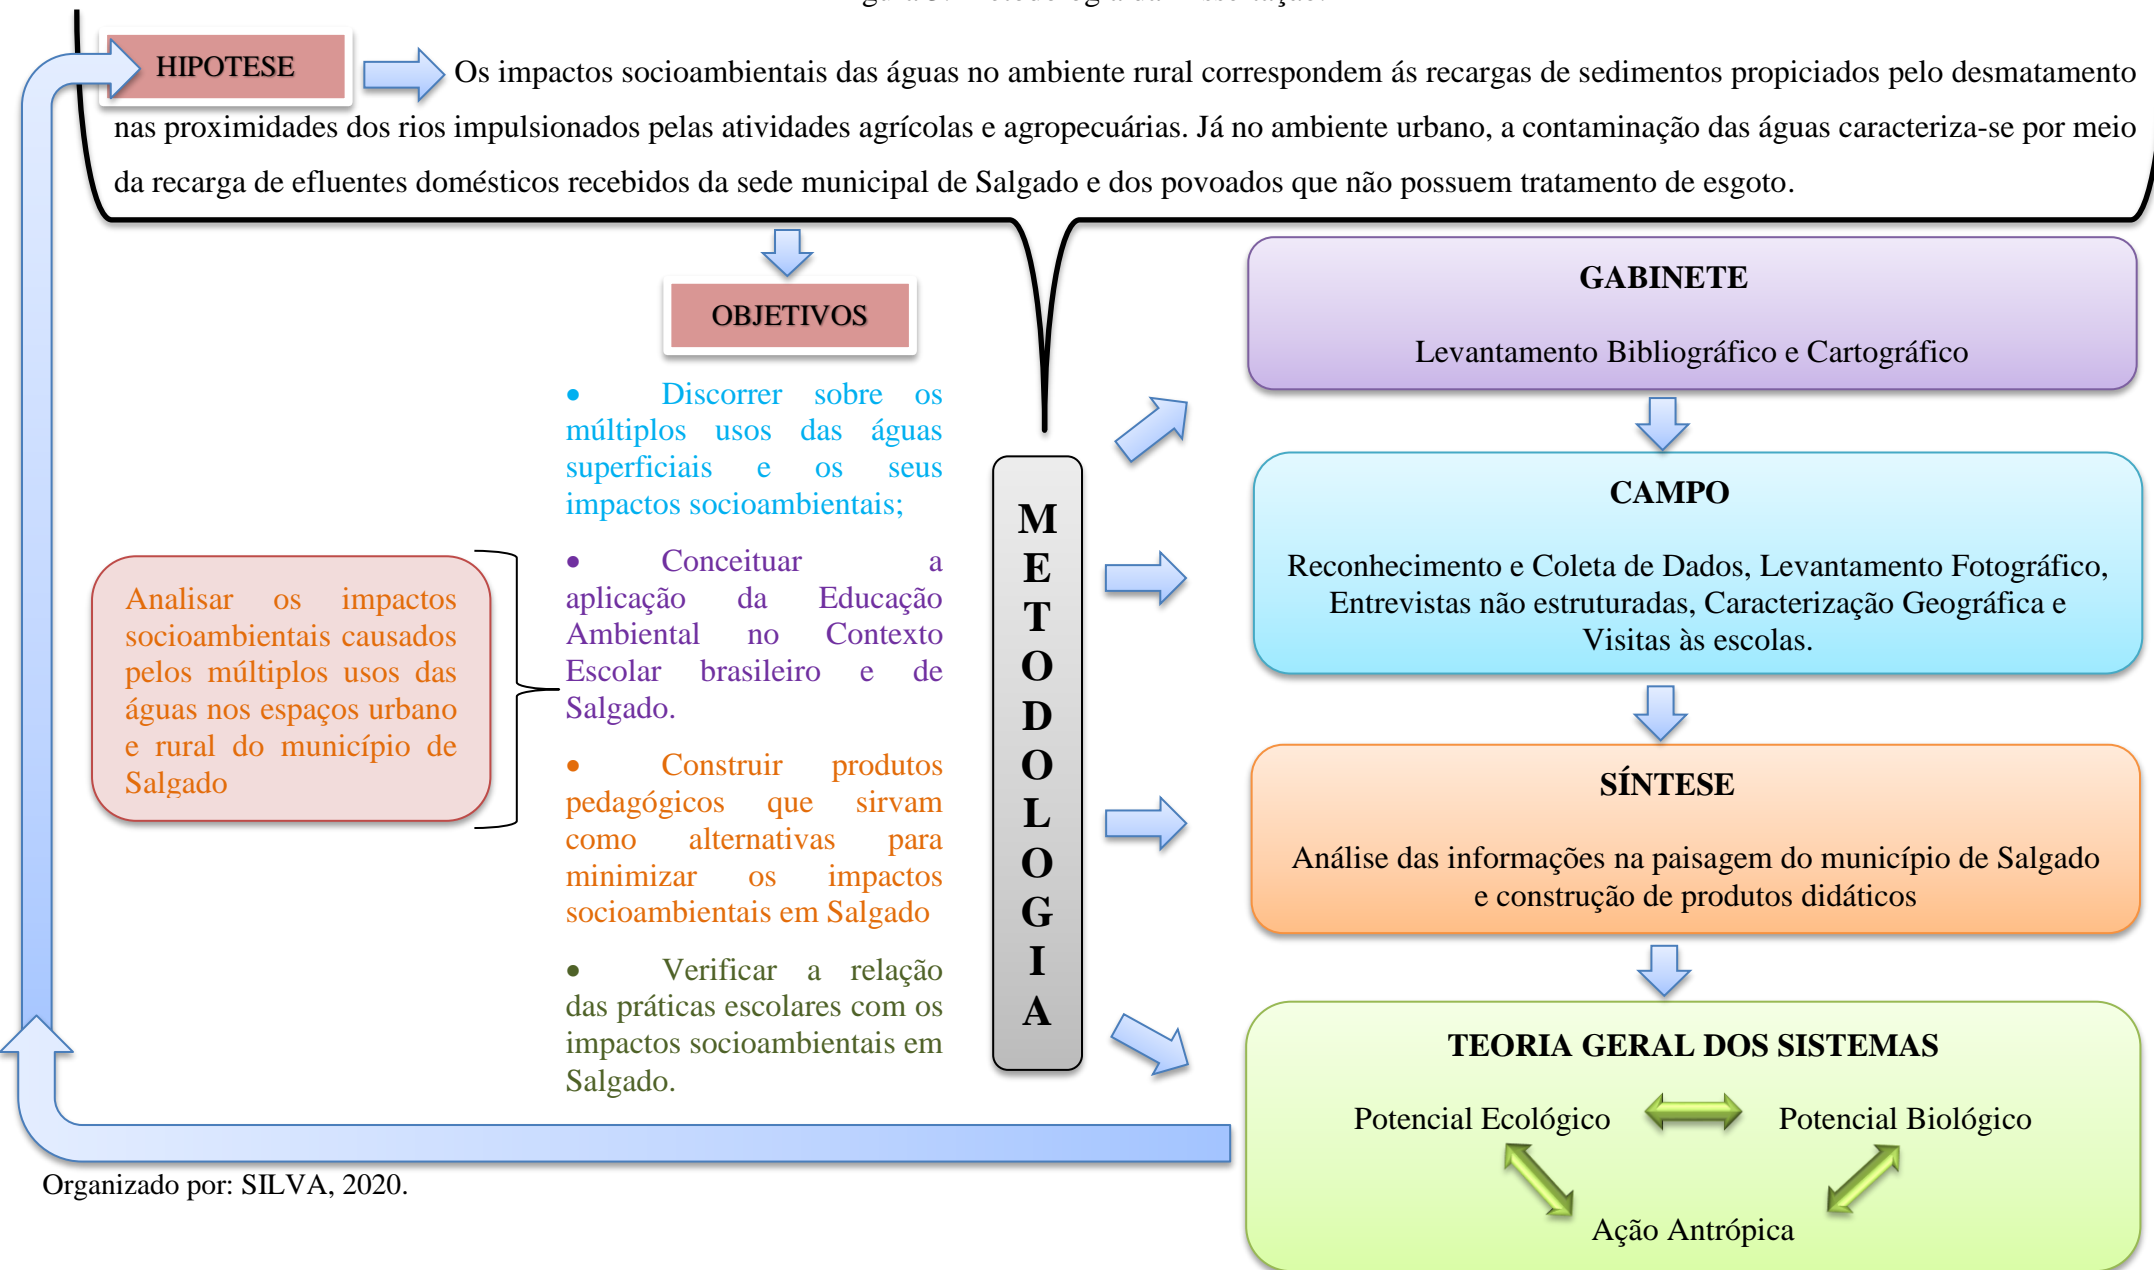 HIPOTESE
Os impactos socioambientais das águas no ambiente rural correspondem ás recargas de sedimentos propiciados pelo desmatamento
nas proximidades dos rios impulsionados pelas atividades agrícolas e agropecuárias. Já no ambiente urbano, a contaminação das águas caracteriza-se por meio
da recarga de efluentes domésticos recebidos da sede municipal de Salgado e dos povoados que não possuem tratamento de esgoto.
OBJETIVOS
Analisar os impactos
socioambientais causados
pelos múltiplos usos das
águas nos espaços urbano
e rural do município de
Salgado
• Discorrer sobre os
múltiplos usos das águas
superficiais e os seus
impactos socioambientais;
• Conceituar a
aplicação da Educação
Ambiental no Contexto
Escolar brasileiro e de
Salgado.
• Construir produtos
pedagógicos que sirvam
como alternativas para
minimizar os impactos
socioambientais em Salgado
• Verificar a relação
das práticas escolares com os
impactos socioambientais em
Salgado.
M
E
T
O
D
O
L
O
G
I
A
GABINETE
Levantamento Bibliográfico e Cartográfico
CAMPO
Reconhecimento e Coleta de Dados, Levantamento Fotográfico,
Entrevistas não estruturadas, Caracterização Geográfica e
Visitas às escolas.
SÍNTESE
Análise das informações na paisagem do município de Salgado
e construção de produtos didáticos
TEORIA GERAL DOS SISTEMAS
Potencial Ecológico Potencial Biológico
Ação Antrópica
Organizado por: SILVA, 2020.